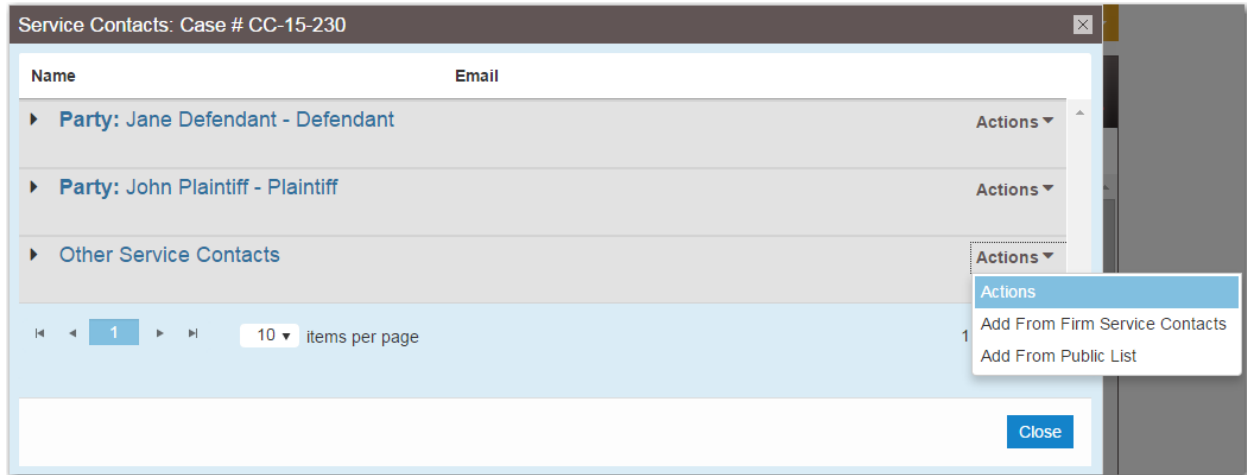 Service Contacts: Case # CC-15-230
Name Email
Party: Jane Defendant - Defendant Actions
Party: John Plaintiff - Plaintiff Actions
Other Service Contacts Actions
Actions
Add From Firm Service Contacts
Add From Public List
1 10 items per page 1
Close